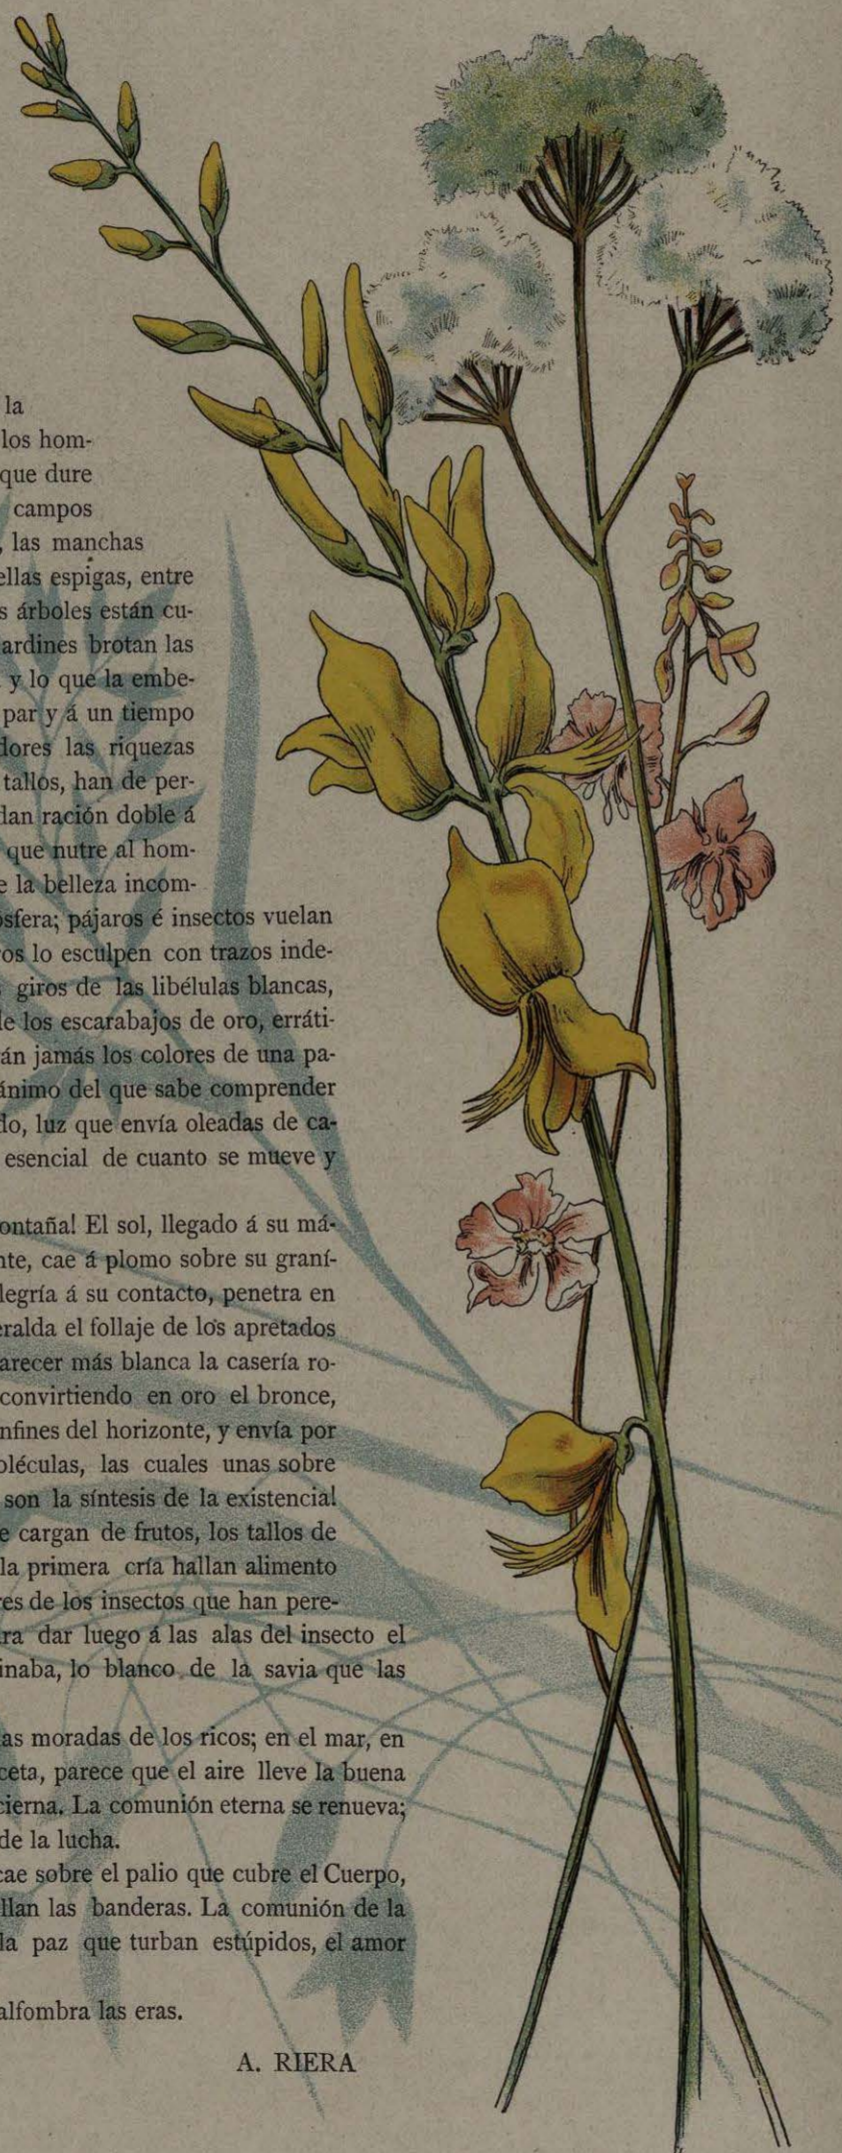 la
los hom-
que dure
campos
, las manchas
ellas espigas, entre
s árboles están cu-
ardines brotan las
y lo que la embe-
par y á un tiempo
dores las riquezas
tallos, han de per-
dan ración doble á
que nutre al hom-
e la belleza incom-
ósfera; pájaros é insectos vuelan
ros lo esculpen con trazos inde-
s giros de las libélulas blancas,
de los escarabajos de oro, erráti-
án jamás los colores de una pa-
ánimo del que sabe comprender
do, luz que envía oleadas de ca-
esencial de cuanto se mueve y
ontaña! El sol, llegado á su má-
nte, cae á plomo sobre su graní-
legría á su contacto, penetra en
eralda el follaje de los apretados
arecer más blanca la casería ro-
convirtiendo en oro el bronce,
nfines del horizonte, y envía por
oléculas, las cuales unas sobre
son la síntesis de la existencia!
e cargan de frutos, los tallos de
la primera cría hallan alimento
res de los insectos que han pere-
ra dar luego á las alas del insecto el
inaba, lo blanco de la savia que las
as moradas de los ricos; en el mar, en
ceta, parece que el aire lleve la buena
cierna. La comunión eterna se renueva;
de la lucha.
cae sobre el palio que cubre el Cuerpo,
llan las banderas. La comunión de la
la paz que turban estúpidos, el amor
alfombra las eras.
A. RIERA